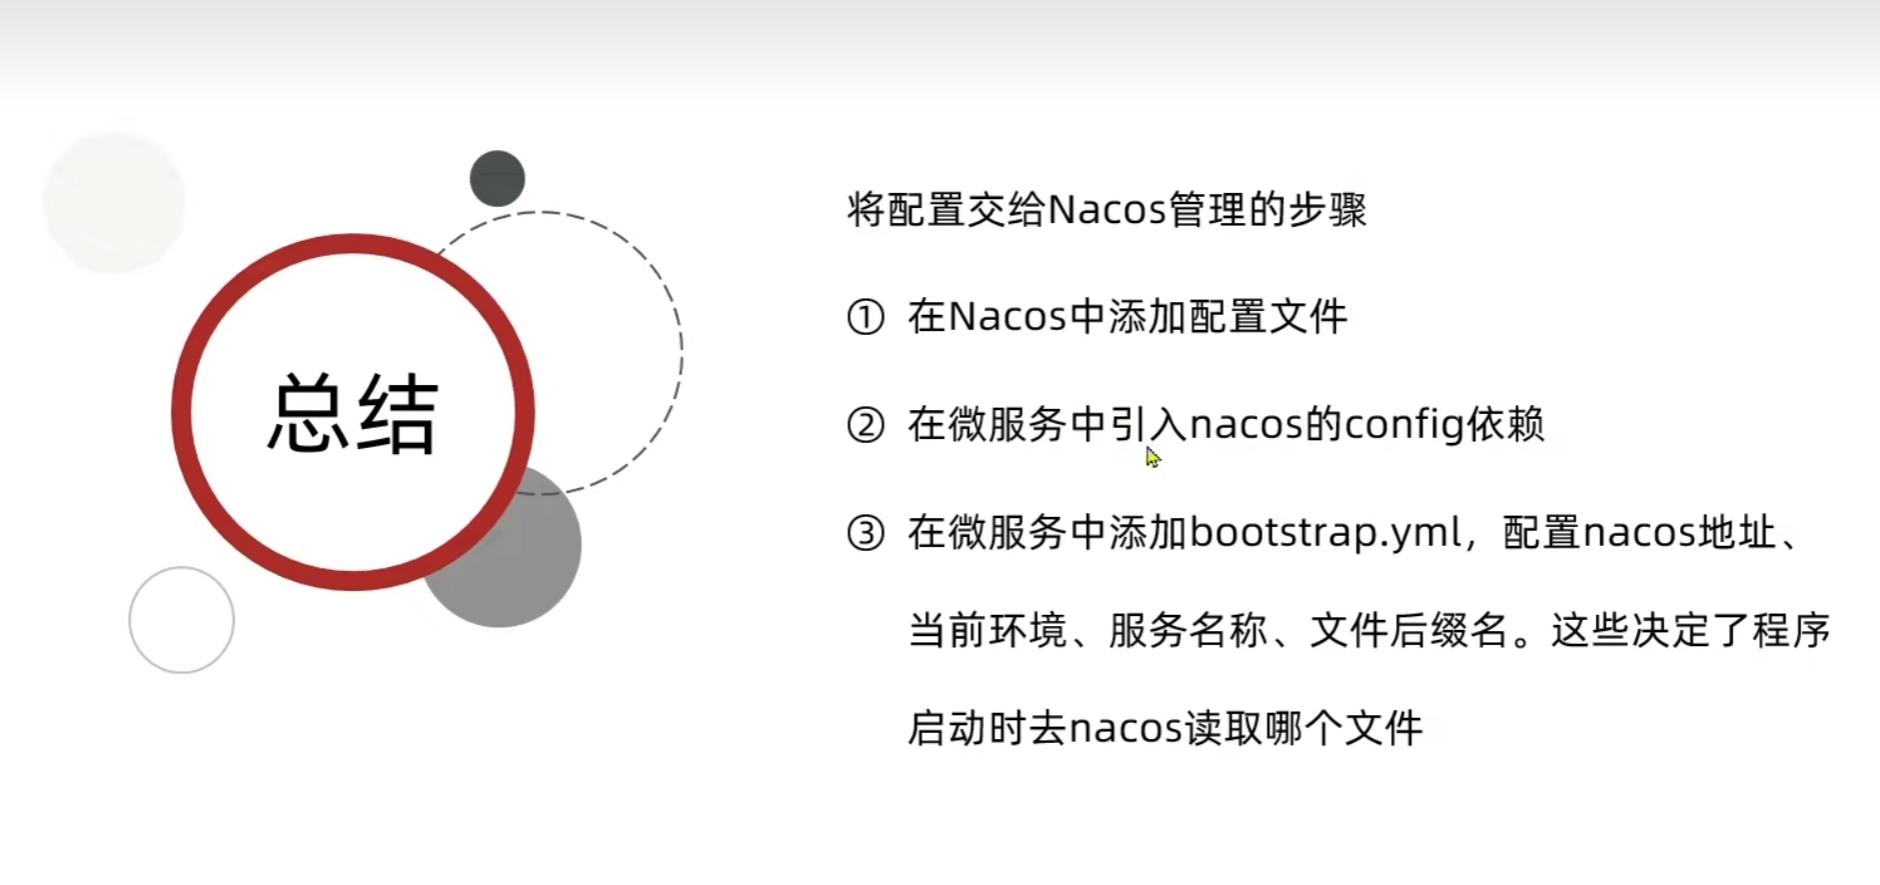 总结
将配置交给Nacos管理的步骤
① 在Nacos中添加配置文件
② 在微服务中引入nacos的config依赖
③ 在微服务中添加bootstrap.yml，配置nacos地址、
当前环境、服务名称、文件后缀名。这些决定了程序
启动时去nacos读取哪个文件